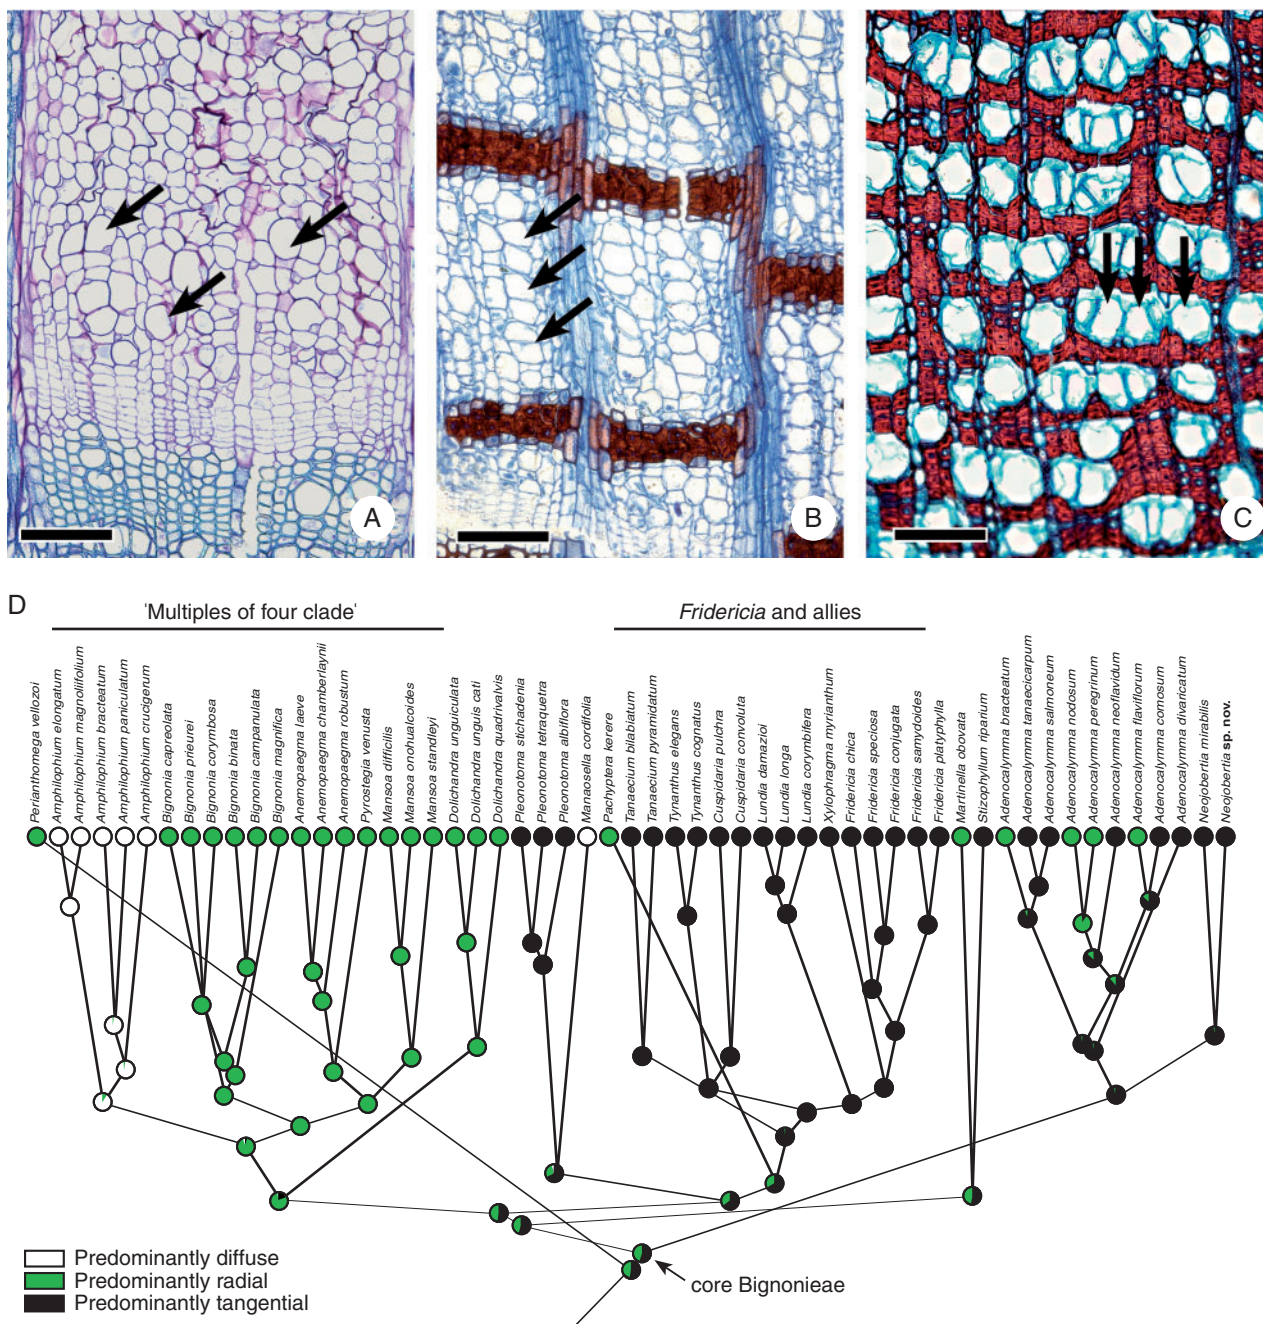 A
B
C
D
'Multiples of four clade'
Fridericia and allies
Perianthomega vellozoi
Amphilophium elongatum
Amphilophium magnoliifolium
Amphilophium bracteatum
Amphilophium paniculatum
Amphilophium crucigerum
Bignonia capreolata
Bignonia prieurei
Bignonia corymbosa
Bignonia binata
Bignonia campanulata
Bignonia magnifica
Anemopaegma laeve
Anemopaegma chamberlaynii
Anemopaegma robustum
Pyrostegia venusta
Mansoa difficilis
Mansoa onohualcoides
Mansoa standleyi
Dolichandra unguiculata
Dolichandra unguis cati
Dolichandra quadrivalvis
Pleonotoma stichadenia
Pleonotoma tetraquetra
Pleonotoma albiflora
Manaosella cordifolia
Pachyptera kerere
Tanaecium bilabiatum
Tanaecium pyramidatum
Tynanthus elegans
Tynanthus cognatus
Cuspidaria pulchra
Cuspidaria convoluta
Lundia damazioi
Lundia longa
Lundia corymbifera
Xylophragma myrianthum
Fridericia chica
Fridericia speciosa
Fridericia conjugata
Fridericia samydoides
Fridericia platyphylla
Martinella obovata
Stizophyllum riparium
Adenocalymma bracteatum
Adenocalymma tanaeciicarpum
Adenocalymma salmoneum
Adenocalymma nodosum
Adenocalymma peregrinum
Adenocalymma neoflavidum
Adenocalymma flaviflorum
Adenocalymma comosum
Adenocalymma divaricatum
Neojobertia mirabilis
Neojobertia sp. nov.
Predominantly diffuse
Predominantly radial
Predominantly tangential
core Bignonieae